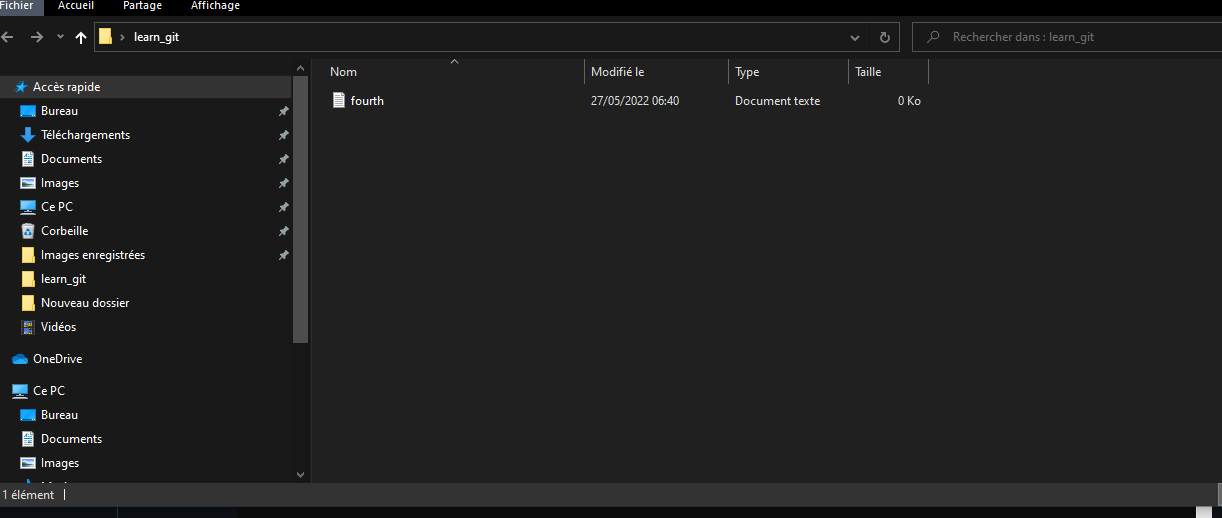 Fichier Accueil Partage Affichage
learn_git
Rechercher dans : learn_git
Nom Modifié le Type Taille
fourth 27/05/2022 06:40 Document texte 0 Ko
Accès rapide
Bureau
Téléchargements
Documents
Images
Ce PC
Corbeille
Images enregistrées
learn_git
Nouveau dossier
Vidéos
OneDrive
Ce PC
Bureau
Documents
Images
1 élément